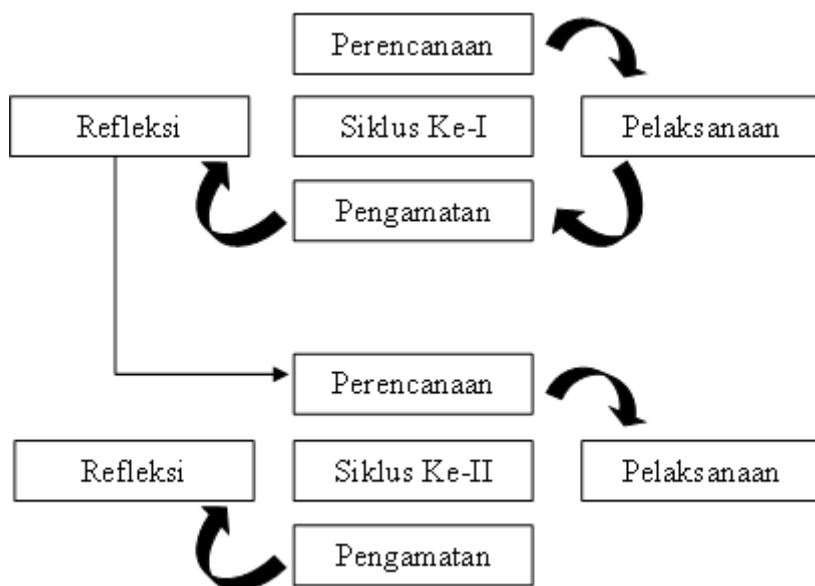 Perencanaan
Refleksi
Siklus Ke-I
Pelaksanaan
Pengamatan
Perencanaan
Refleksi
Siklus Ke-II
Pelaksanaan
Pengamatan